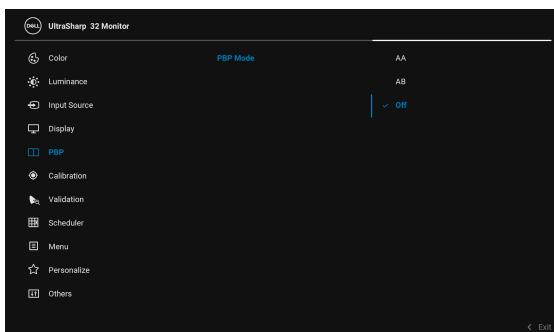 DELL UltraSharp 32 Monitor
Color PBP Mode AA
Luminance AB
Input Source Off
Display
PBP
Calibration
Validation
Scheduler
Menu
Personalize
Others
Exit